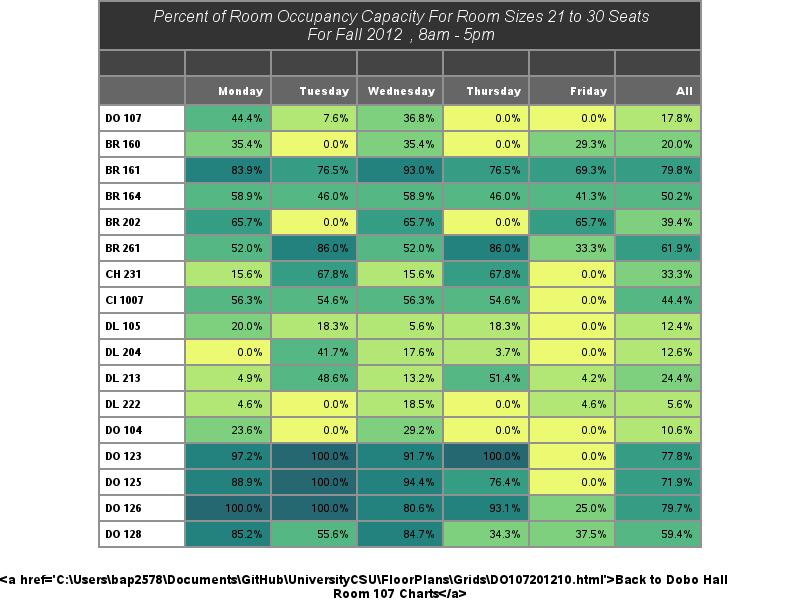 Percent of Room Occupancy Capacity For Room Sizes 21 to 30 Seats
For Fall 2012 , 8am - 5pm
Monday Tuesday Wednesday Thursday Friday All
DO 107 44.4% 7.6% 36.8% 0.0% 0.0% 17.8%
BR 160 35.4% 0.0% 35.4% 0.0% 29.3% 20.0%
BR 161 83.9% 76.5% 93.0% 76.5% 69.3% 79.8%
BR 164 58.9% 46.0% 58.9% 46.0% 41.3% 50.2%
BR 202 65.7% 0.0% 65.7% 0.0% 65.7% 39.4%
BR 261 52.0% 86.0% 52.0% 86.0% 33.3% 61.9%
CH 231 15.6% 67.8% 15.6% 67.8% 0.0% 33.3%
CI 1007 56.3% 54.6% 56.3% 54.6% 0.0% 44.4%
DL 105 20.0% 18.3% 5.6% 18.3% 0.0% 12.4%
DL 204 0.0% 41.7% 17.6% 3.7% 0.0% 12.6%
DL 213 4.9% 48.6% 13.2% 51.4% 4.2% 24.4%
DL 222 4.6% 0.0% 18.5% 0.0% 4.6% 5.6%
DO 104 23.6% 0.0% 29.2% 0.0% 0.0% 10.6%
DO 123 97.2% 100.0% 91.7% 100.0% 0.0% 77.8%
DO 125 88.9% 100.0% 94.4% 76.4% 0.0% 71.9%
DO 126 100.0% 100.0% 80.6% 93.1% 25.0% 79.7%
DO 128 85.2% 55.6% 84.7% 34.3% 37.5% 59.4%
<a href='C:\Users\bap2578\Documents\GitHub\UniversityCSU\FloorPlans\Grids\DO107201210.html'>Back to Dobo Hall
Room 107 Charts</a>